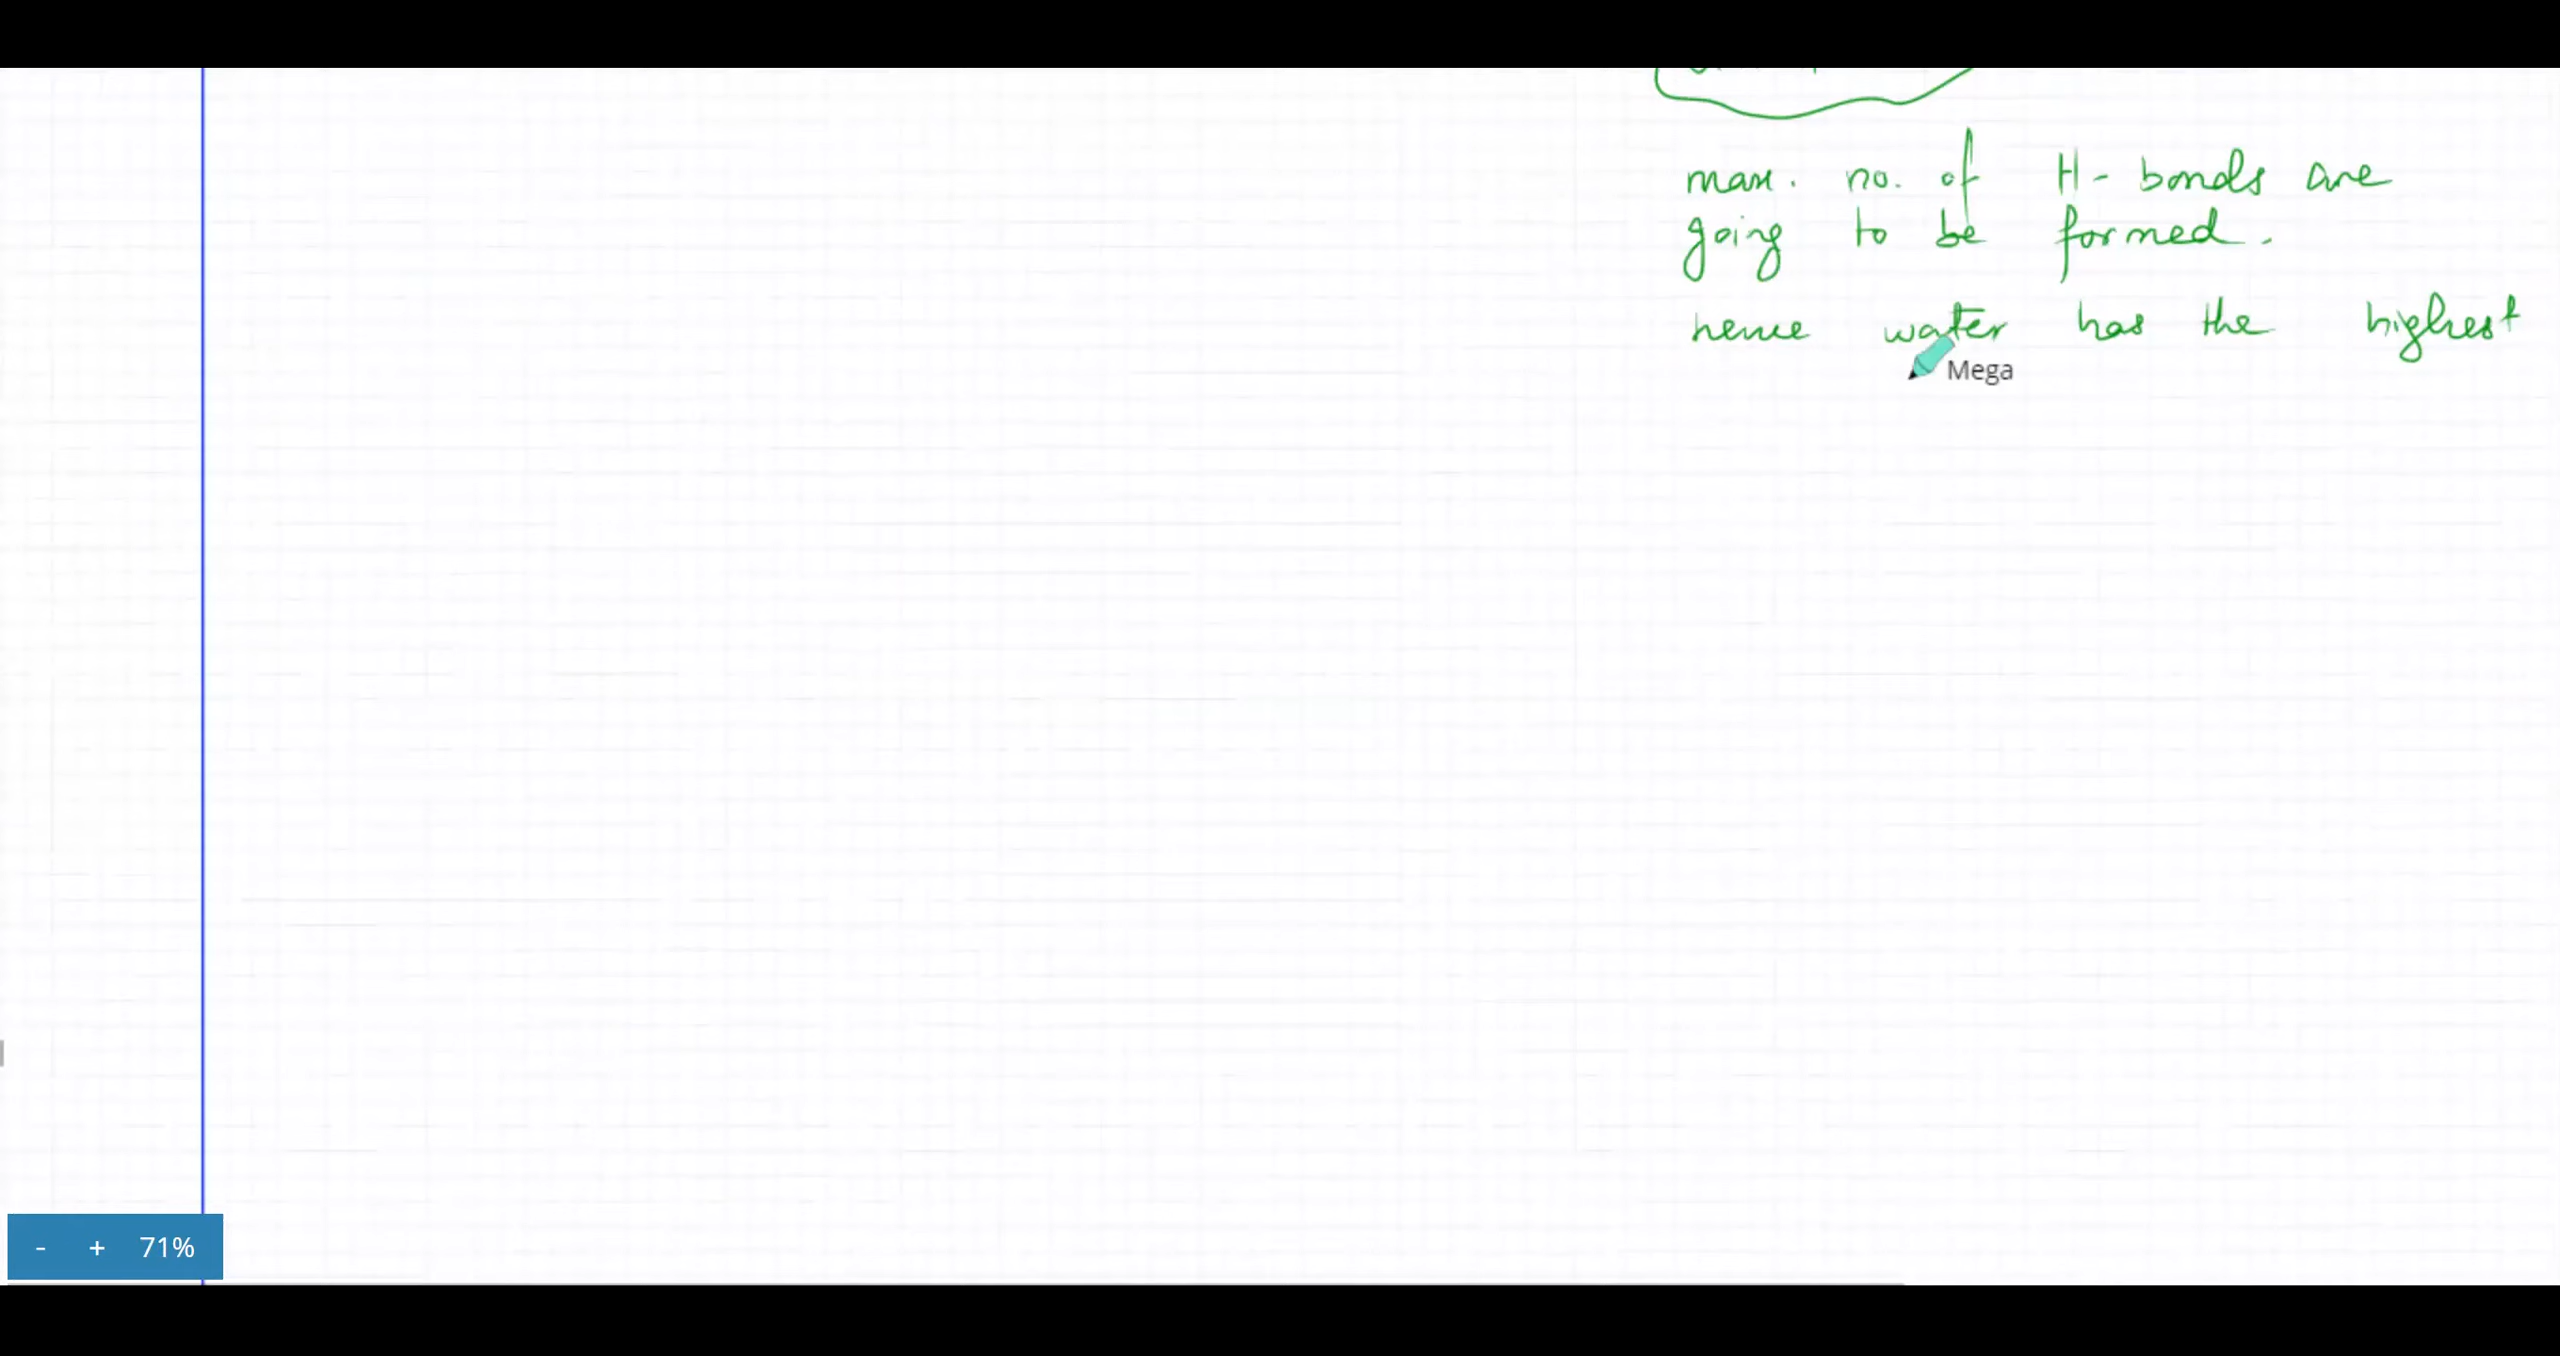 max. no. of H- bonds are
going to be formed.
hence water has the highest
Mega
- + 71%